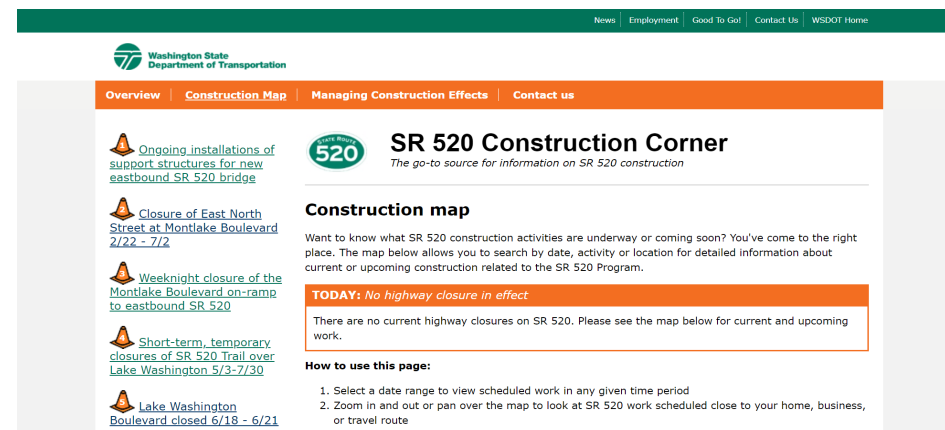 News Employment Good To Go! Contact Us WSDOT Home
Washington State
Department of Transportation
Overview Construction Map Managing Construction Effects Contact us
1 Ongoing installations of
support structures for new
eastbound SR 520 bridge
2 Closure of East North
Street at Montlake Boulevard
2/22 - 7/2
3 Weeknight closure of the
Montlake Boulevard on-ramp
to eastbound SR 520
4 Short-term, temporary
closures of SR 520 Trail over
Lake Washington 5/3-7/30
5 Lake Washington
Boulevard closed 6/18 - 6/21
STATE ROUTE
520
SR 520 Construction Corner
The go-to source for information on SR 520 construction
Construction map
Want to know what SR 520 construction activities are underway or coming soon? You've come to the right
place. The map below allows you to search by date, activity or location for detailed information about
current or upcoming construction related to the SR 520 Program.
TODAY: No highway closure in effect
There are no current highway closures on SR 520. Please see the map below for current and upcoming
work.
How to use this page:
1. Select a date range to view scheduled work in any given time period
2. Zoom in and out or pan over the map to look at SR 520 work scheduled close to your home, business,
or travel route